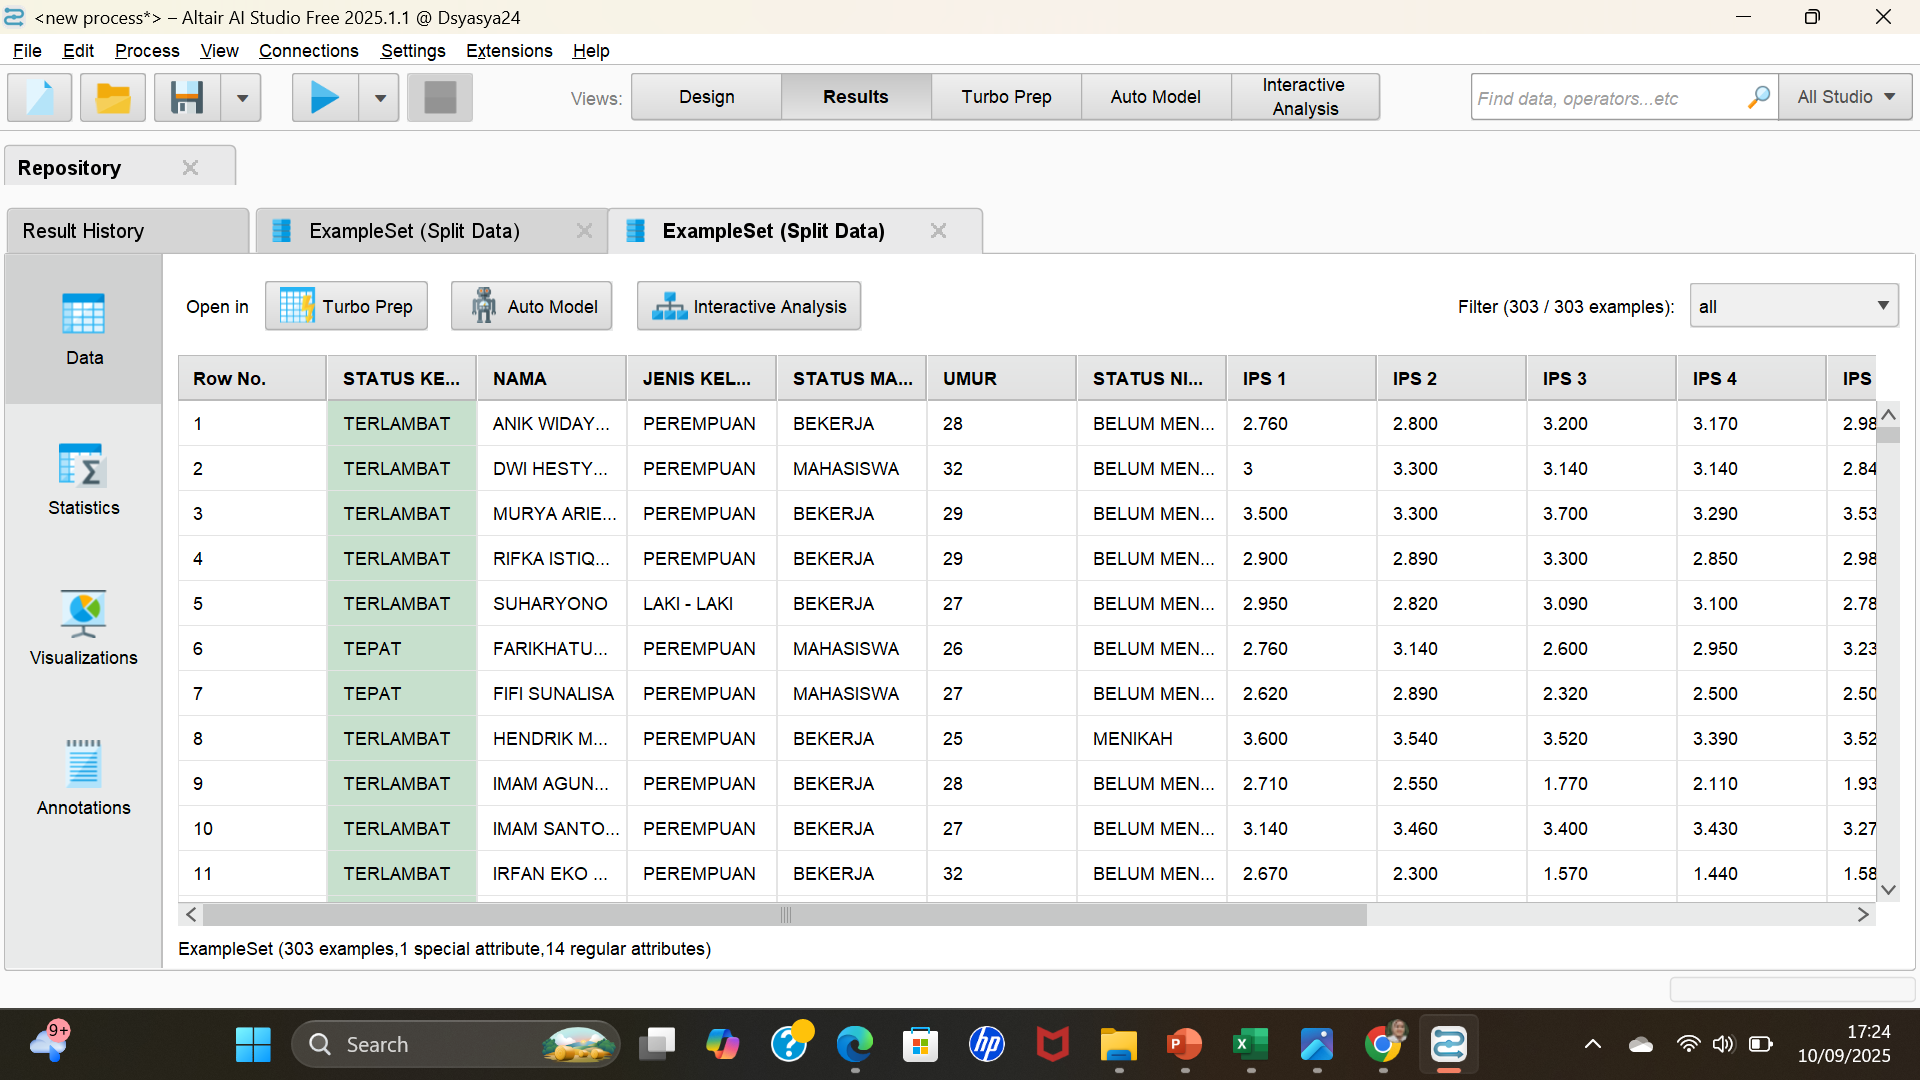 <new process*> – Altair AI Studio Free 2025.1.1 @ Dsyasya24
File Edit Process View Connections Settings Extensions Help
Views: Design Results Turbo Prep Auto Model Interactive Analysis
Find data, operators...etc All Studio
Repository
Result History ExampleSet (Split Data) ExampleSet (Split Data)
Data
Statistics
Visualizations
Annotations
Open in Turbo Prep Auto Model Interactive Analysis Filter (303 / 303 examples): all
Row No. STATUS KE... NAMA JENIS KEL... STATUS MA... UMUR STATUS NI... IPS 1 IPS 2 IPS 3 IPS 4 IPS
1 TERLAMBAT ANIK WIDAY... PEREMPUAN BEKERJA 28 BELUM MEN... 2.760 2.800 3.200 3.170 2.98
2 TERLAMBAT DWI HESTY... PEREMPUAN MAHASISWA 32 BELUM MEN... 3 3.300 3.140 3.140 2.84
3 TERLAMBAT MURYA ARIE... PEREMPUAN BEKERJA 29 BELUM MEN... 3.500 3.300 3.700 3.290 3.53
4 TERLAMBAT RIFKA ISTIQ... PEREMPUAN BEKERJA 29 BELUM MEN... 2.900 2.890 3.300 2.850 2.98
5 TERLAMBAT SUHARYONO LAKI - LAKI BEKERJA 27 BELUM MEN... 2.950 2.820 3.090 3.100 2.78
6 TEPAT FARIKHATU... PEREMPUAN MAHASISWA 26 BELUM MEN... 2.760 3.140 2.600 2.950 3.23
7 TEPAT FIFI SUNALISA PEREMPUAN MAHASISWA 27 BELUM MEN... 2.620 2.890 2.320 2.500 2.50
8 TERLAMBAT HENDRIK M... PEREMPUAN BEKERJA 25 MENIKAH 3.600 3.540 3.520 3.390 3.52
9 TERLAMBAT IMAM AGUN... PEREMPUAN BEKERJA 28 BELUM MEN... 2.710 2.550 1.770 2.110 1.93
10 TERLAMBAT IMAM SANTO... PEREMPUAN BEKERJA 27 BELUM MEN... 3.140 3.460 3.400 3.430 3.27
11 TERLAMBAT IRFAN EKO ... PEREMPUAN BEKERJA 32 BELUM MEN... 2.670 2.300 1.570 1.440 1.58
ExampleSet (303 examples,1 special attribute,14 regular attributes)
9+
Search
hp
P
X
17:24
10/09/2025